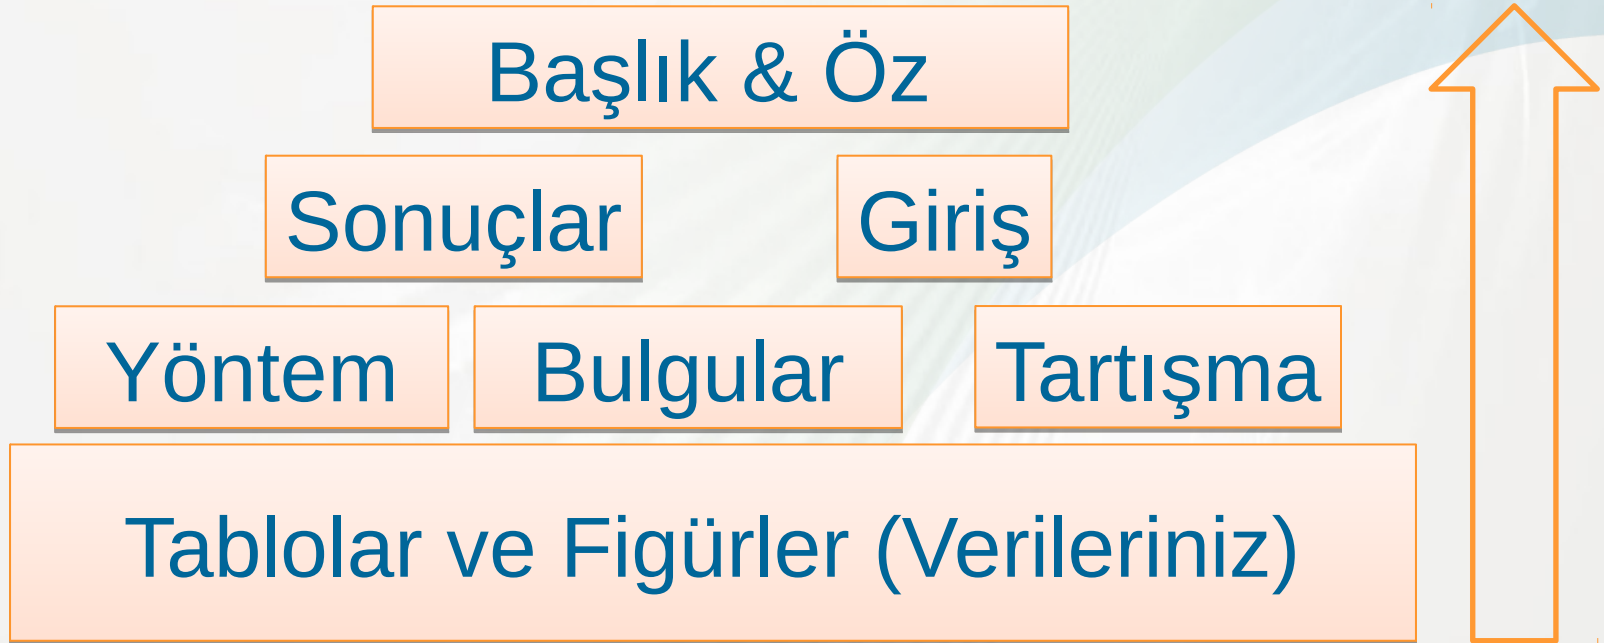 Başlık & Öz
Sonuçlar
Giriş
Yöntem
Bulgular
Tartışma
Tablolar ve Figürler (Verileriniz)